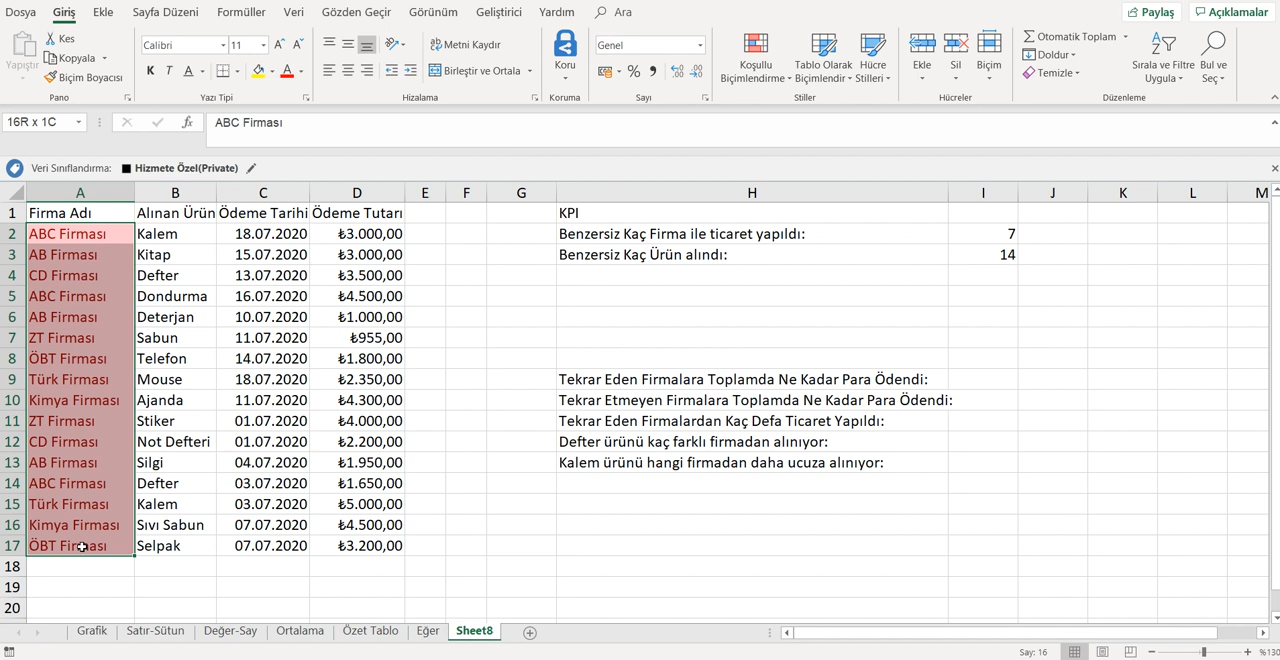 Dosya Giriş Ekle Sayfa Düzeni Formüller Veri Gözden Geçir Görünüm Geliştirici Yardım Ara Paylaş Açıklamalar
Yapıştır Kes Kopyala Biçim Boyacısı
Pano
Calibri 11 A A
K T A A
Yazı Tipi
Metni Kaydır
Birleştir ve Ortala
Hizalama
Koru
Koruma
Genel
%
Sayı
Koşullu Biçimlendirme Tablo Olarak Biçimlendir Hücre Stilleri
Stiller
Ekle Sil Biçim
Hücreler
Otomatik Toplam
Doldur
Temizle
Sırala ve Filtre Uygula Bul ve Seç
Düzenleme
16R x 1C fx ABC Firması
Veri Sınıflandırma: Hizmete Özel(Private)
A B C D E F G H I J K L M
1 Firma Adı Alınan Ürün Ödeme Tarihi Ödeme Tutarı KPI
2 ABC Firması Kalem 18.07.2020 ₺3.000,00 Benzersiz Kaç Firma ile ticaret yapıldı: 7
3 AB Firması Kitap 15.07.2020 ₺3.000,00 Benzersiz Kaç Ürün alındı: 14
4 CD Firması Defter 13.07.2020 ₺3.500,00
5 ABC Firması Dondurma 16.07.2020 ₺4.500,00
6 AB Firması Deterjan 10.07.2020 ₺1.000,00
7 ZT Firması Sabun 11.07.2020 ₺955,00
8 ÖBT Firması Telefon 14.07.2020 ₺1.800,00
9 Türk Firması Mouse 18.07.2020 ₺2.350,00 Tekrar Eden Firmalara Toplamda Ne Kadar Para Ödendi:
10 Kimya Firması Ajanda 11.07.2020 ₺4.300,00 Tekrar Etmeyen Firmalara Toplamda Ne Kadar Para Ödendi:
11 ZT Firması Stiker 01.07.2020 ₺4.000,00 Tekrar Eden Firmalardan Kaç Defa Ticaret Yapıldı:
12 CD Firması Not Defteri 01.07.2020 ₺2.200,00 Defter ürünü kaç farklı firmadan alınıyor:
13 AB Firması Silgi 04.07.2020 ₺1.950,00 Kalem ürünü hangi firmadan daha ucuza alınıyor:
14 ABC Firması Defter 03.07.2020 ₺1.650,00
15 Türk Firması Kalem 03.07.2020 ₺5.000,00
16 Kimya Firması Sıvı Sabun 07.07.2020 ₺4.500,00
17 ÖBT Firması Selpak 07.07.2020 ₺3.200,00
18
19
20
Grafik Satır-Sütun Değer-Say Ortalama Özet Tablo Eğer Sheet8
Say: 16 %130